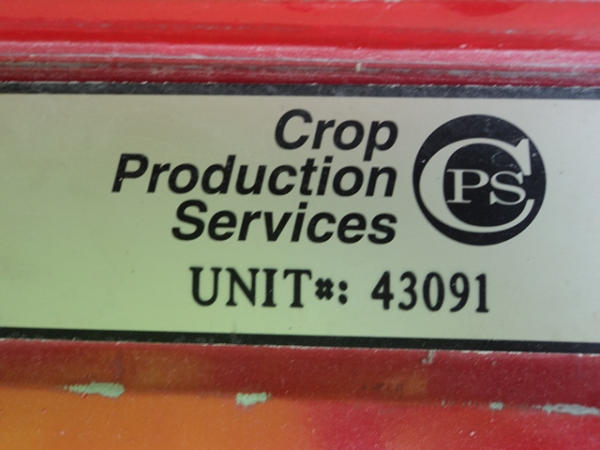 Crop
Production
Services
CPS
UNIT#: 43091